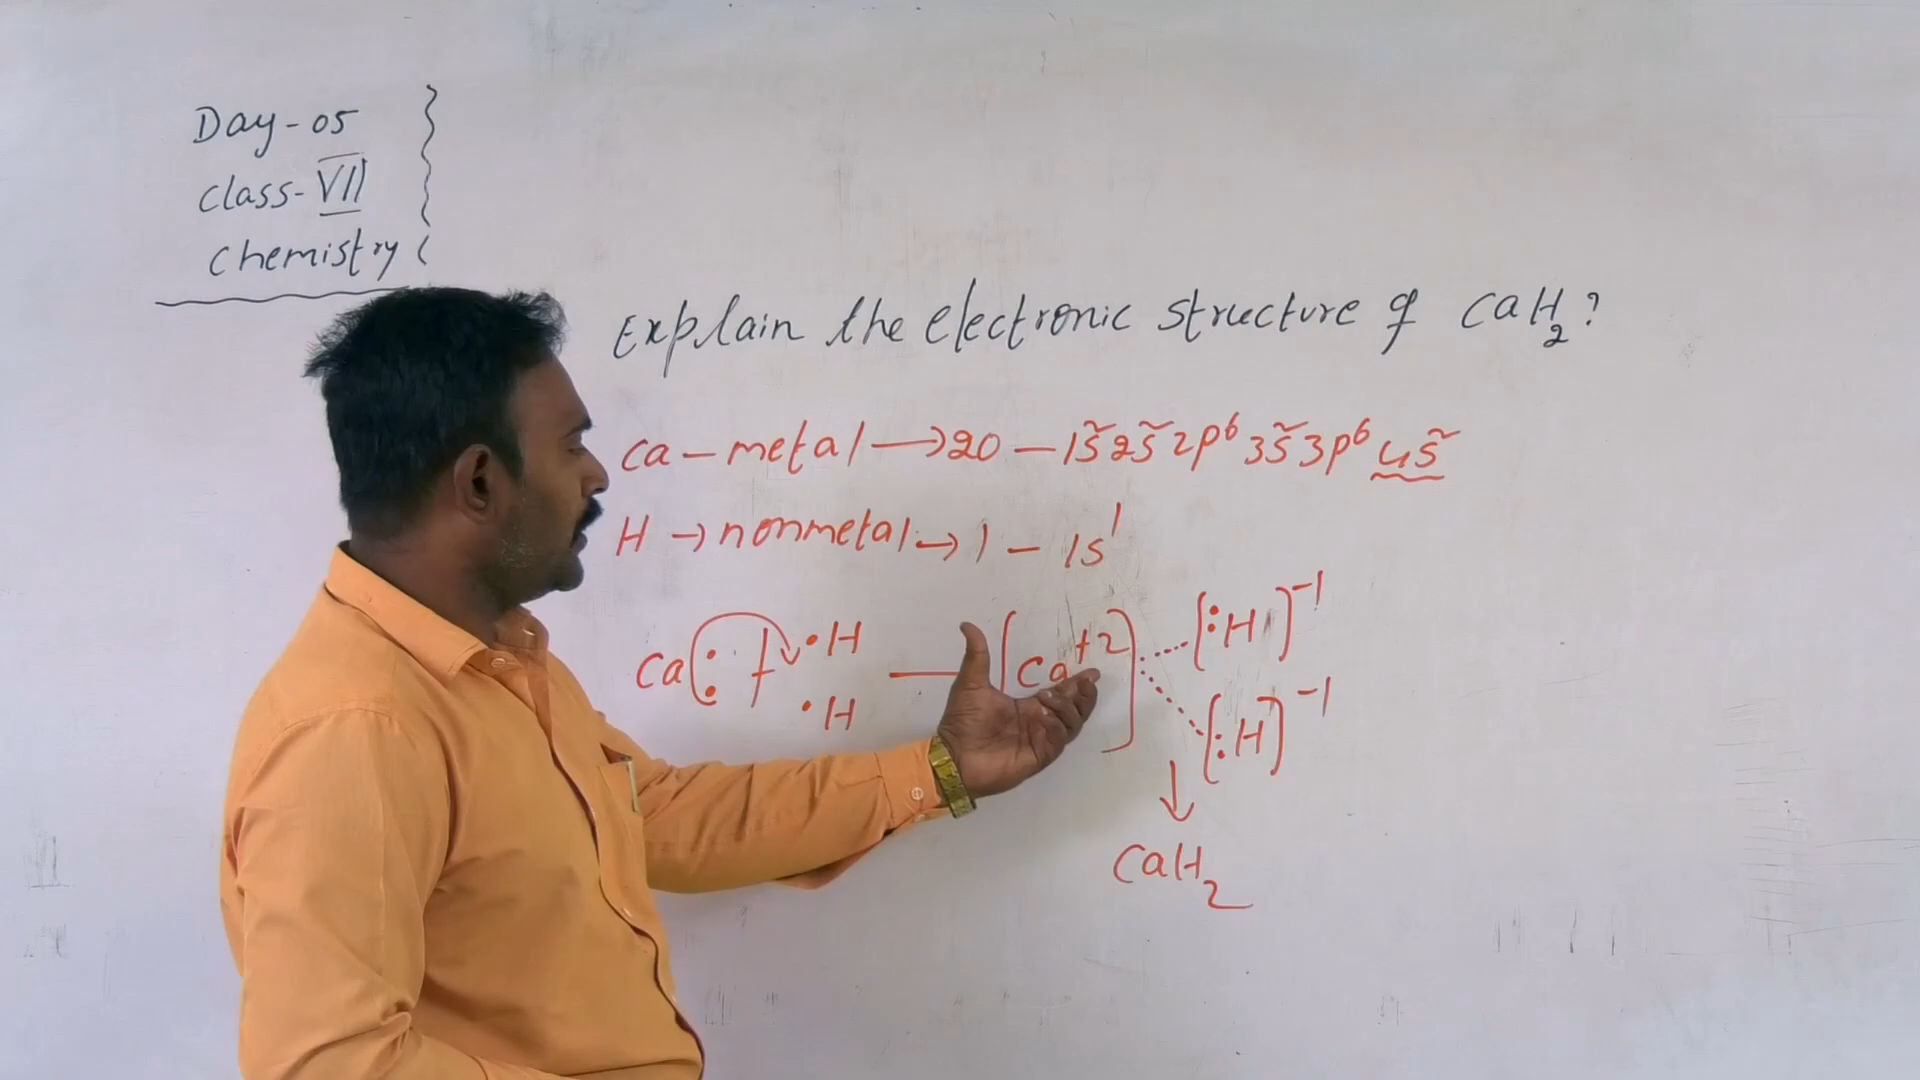 Day-05
class-VII
chemistry
Explain the electronic structure of CaH₂?
Ca-metal→20-1s²2s²2p⁶3s²3p⁶4s²
H→nonmetal→1-1s¹
Ca: + ·H ·H — [Ca⁺²] [:H]⁻¹ [:H]⁻¹
↓
CaH₂